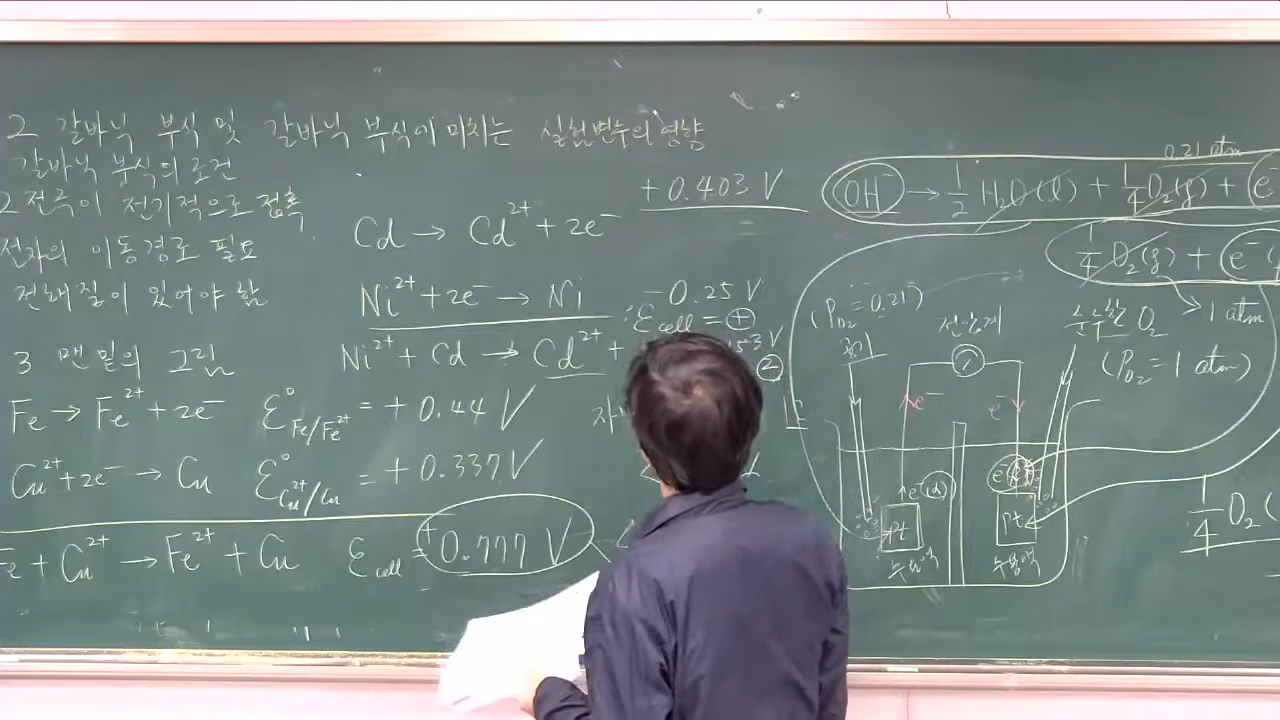 2 갈바닉 부식 및 갈바닉 부식에 미치는 실험변수의 영향
갈바닉 부식의 조건
2전극이 전기적으로 접촉
전자의 이동경로 필요
전해질이 있어야 함
3 맨밑의 그림
Fe → Fe²⁺ + 2e⁻ ℰ°Fe/Fe²⁺ = + 0.44 V
Cu²⁺ + 2e⁻ → Cu ℰ°Cu²⁺/Cu = + 0.337 V
+ Cu²⁺ → Fe²⁺ + Cu ℰcell = +0.777 V
+ 0.403 V
Cd → Cd²⁺ + 2e⁻
Ni²⁺ + 2e⁻ → Ni - 0.25 V
∴ ℰcell = ⊕
Ni²⁺ + Cd → Cd²⁺ +
0.21 atm
OH⁻ → 1/2 H₂O(l) + 1/4 O₂(g) + e⁻
1/4 O₂(g) + e⁻
1 atm
(P_O₂ = 0.21)
공기
전압계
순수한 O₂
(P_O₂ = 1 atm)
e⁻ e⁻
Pt Pt
수용액 수용액
1/4 O₂(